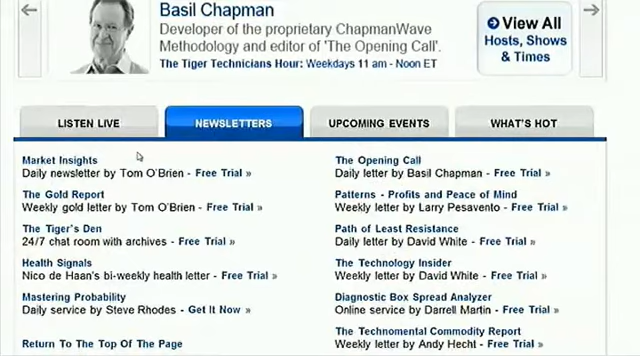 Basil Chapman
Developer of the proprietary ChapmanWave
Methodology and editor of 'The Opening Call'.
The Tiger Technicians Hour: Weekdays 11 am - Noon ET
View All
Hosts, Shows
& Times
LISTEN LIVE
NEWSLETTERS
UPCOMING EVENTS
WHAT'S HOT
Market Insights
Daily newsletter by Tom O'Brien - Free Trial »
The Gold Report
Weekly gold letter by Tom O'Brien - Free Trial »
The Tiger's Den
24/7 chat room with archives - Free Trial »
Health Signals
Nico de Haan's bi-weekly health letter - Free Trial »
Mastering Probability
Daily service by Steve Rhodes - Get It Now »
Return To The Top Of The Page
The Opening Call
Daily letter by Basil Chapman - Free Trial »
Patterns - Profits and Peace of Mind
Weekly letter by Larry Pesavento - Free Trial »
Path of Least Resistance
Daily letter by David White - Free Trial »
The Technology Insider
Weekly letter by David White - Free Trial »
Diagnostic Box Spread Analyzer
Online service by Darrell Martin - Free Trial »
The Technomental Commodity Report
Weekly letter by Andy Hecht - Free Trial »